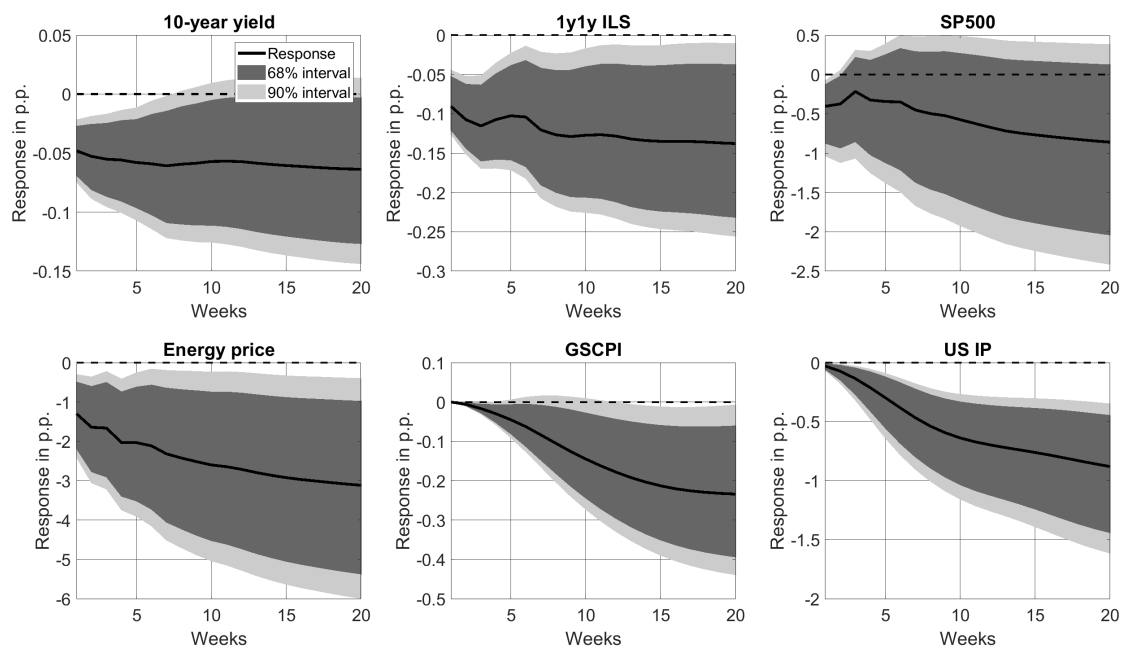 10-year yield
0.05
0
-0.05
-0.1
-0.15
Response in p.p.
Response
68% interval
90% interval
5 10 15 20
Weeks
1y1y ILS
0
-0.05
-0.1
-0.15
-0.2
-0.25
-0.3
Response in p.p.
5 10 15 20
Weeks
SP500
0.5
0
-0.5
-1
-1.5
-2
-2.5
Response in p.p.
5 10 15 20
Weeks
Energy price
0
-1
-2
-3
-4
-5
-6
Response in p.p.
5 10 15 20
Weeks
GSCPI
0.1
0
-0.1
-0.2
-0.3
-0.4
-0.5
Response in p.p.
5 10 15 20
Weeks
US IP
0
-0.5
-1
-1.5
-2
Response in p.p.
5 10 15 20
Weeks